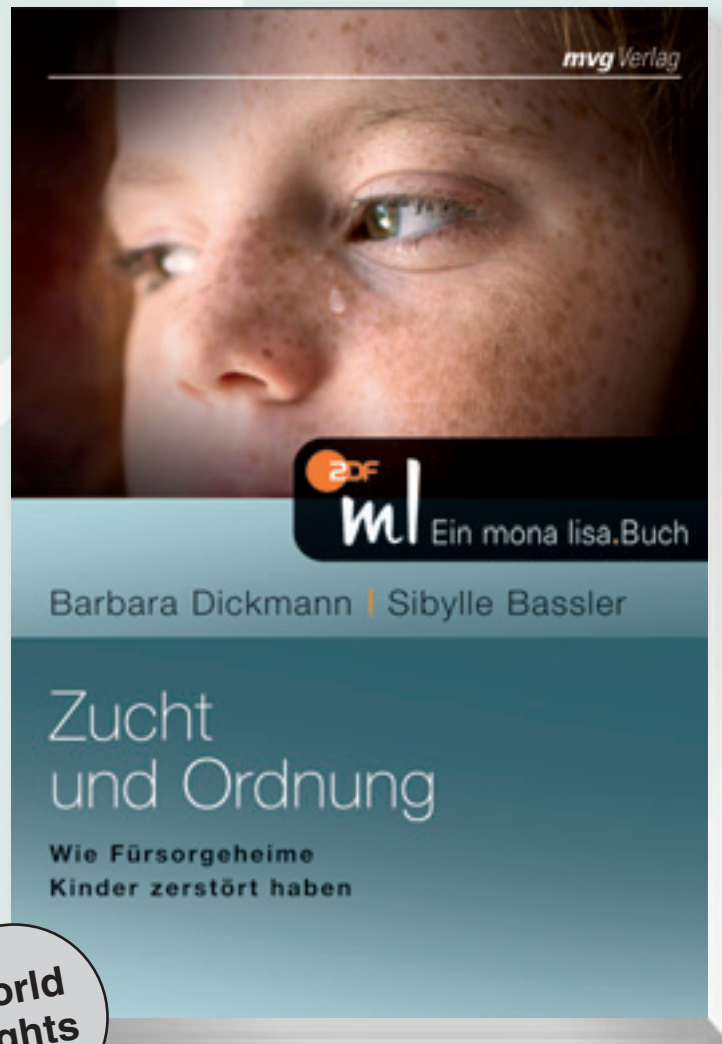 mvg Verlag
ZDF
ml Ein mona lisa.Buch
Barbara Dickmann | Sibylle Bassler
Zucht
und Ordnung
Wie Fürsorgeheime
Kinder zerstört haben